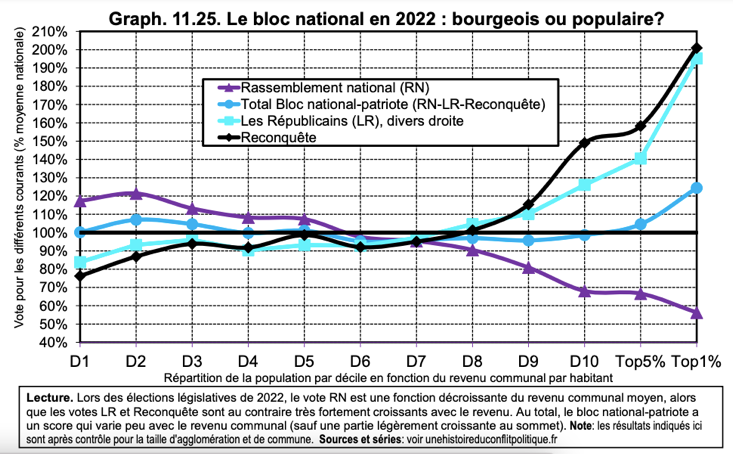 Graph. 11.25. Le bloc national en 2022 : bourgeois ou populaire?
Vote pour les différents courants (% moyenne nationale)
210%
200%
190%
180%
170%
160%
150%
140%
130%
120%
110%
100%
90%
80%
70%
60%
50%
40%
Rassemblement national (RN)
Total Bloc national-patriote (RN-LR-Reconquête)
Les Républicains (LR), divers droite
Reconquête
D1 D2 D3 D4 D5 D6 D7 D8 D9 D10 Top5% Top1%
Répartition de la population par décile en fonction du revenu communal par habitant
Lecture. Lors des élections législatives de 2022, le vote RN est une fonction décroissante du revenu communal moyen, alors
que les votes LR et Reconquête sont au contraire très fortement croissants avec le revenu. Au total, le bloc national-patriote a
un score qui varie peu avec le revenu communal (sauf une partie légèrement croissante au sommet). Note: les résultats indiqués ici
sont après contrôle pour la taille d'agglomération et de commune. Sources et séries: voir unehistoireduconflitpolitique.fr